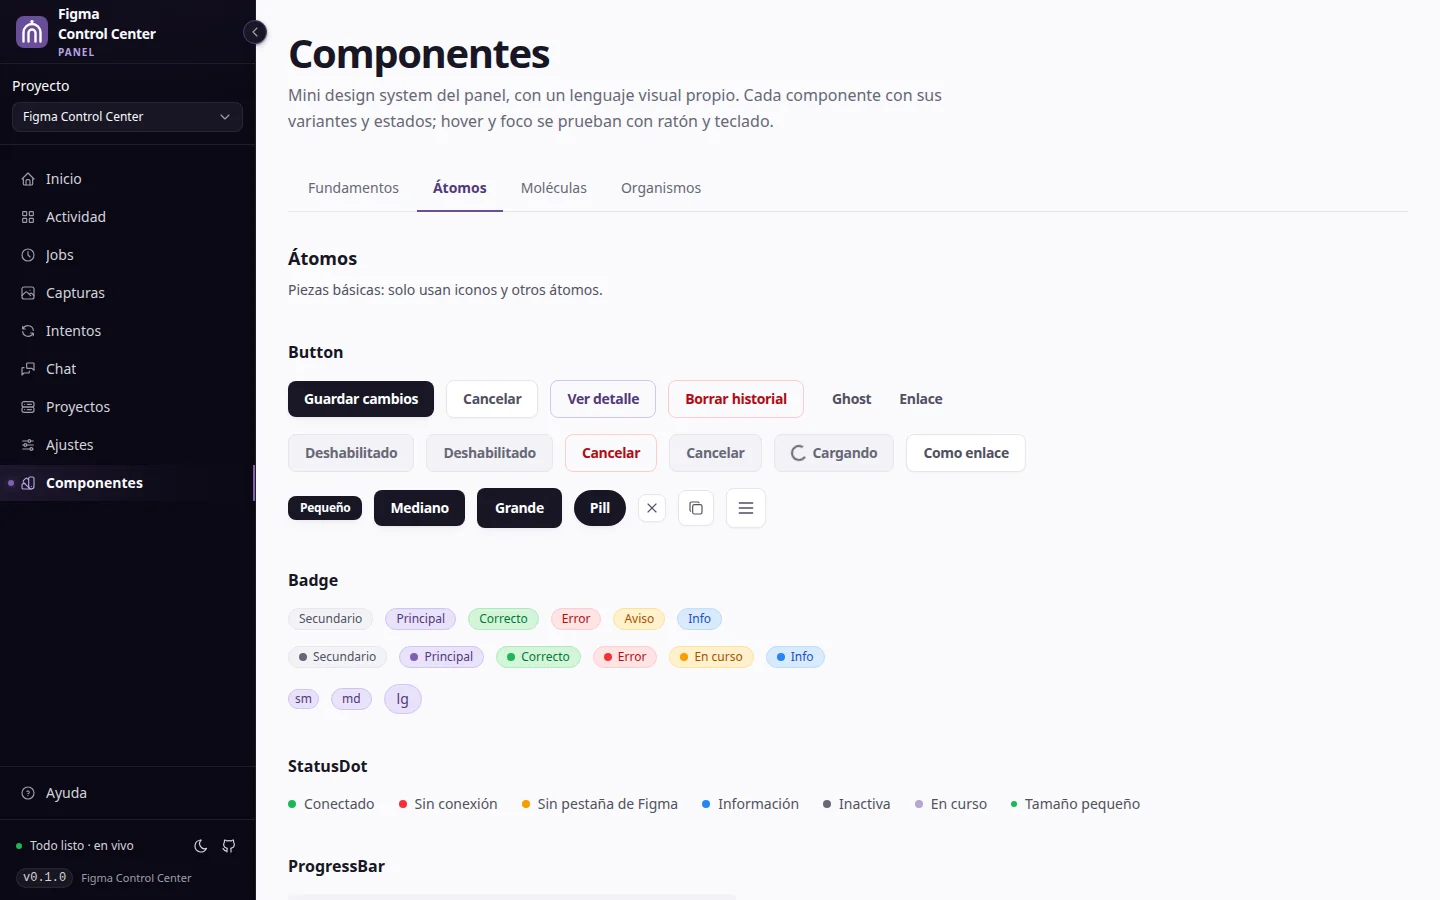 Figma
Control Center
PANEL
Proyecto
Figma Control Center
Inicio
Actividad
Jobs
Capturas
Intentos
Chat
Proyectos
Ajustes
Componentes
Ayuda
Todo listo · en vivo
v0.1.0 Figma Control Center
Componentes
Mini design system del panel, con un lenguaje visual propio. Cada componente con sus
variantes y estados; hover y foco se prueban con ratón y teclado.
Fundamentos Átomos Moléculas Organismos
Átomos
Piezas básicas: solo usan iconos y otros átomos.
Button
Guardar cambios Cancelar Ver detalle Borrar historial Ghost Enlace
Deshabilitado Deshabilitado Cancelar Cancelar Cargando Como enlace
Pequeño Mediano Grande Pill
Badge
Secundario Principal Correcto Error Aviso Info
Secundario Principal Correcto Error En curso Info
sm md lg
StatusDot
Conectado Sin conexión Sin pestaña de Figma Información Inactiva En curso Tamaño pequeño
ProgressBar